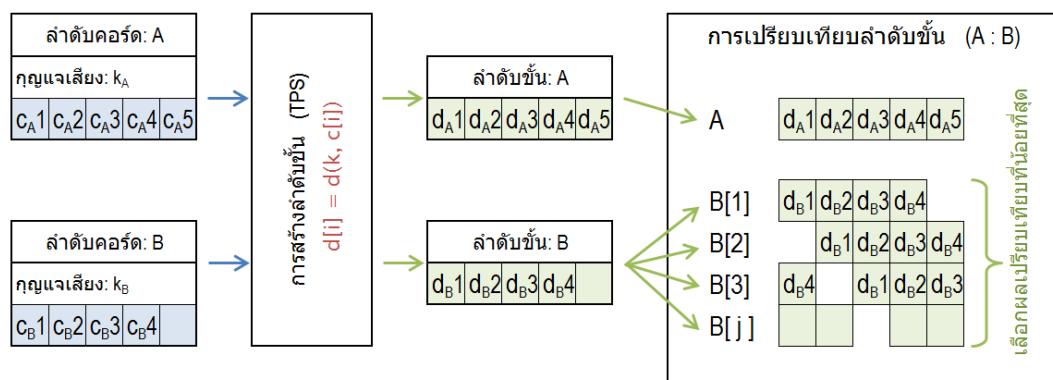 ลำดับคอร์ด: A
กุญแจเสียง: kA
cA1 cA2 cA3 cA4 cA5
ลำดับคอร์ด: B
กุญแจเสียง: kB
cB1 cB2 cB3 cB4
การสร้างลำดับขั้น (TPS)
d[i] = d(k, c[i])
ลำดับขั้น: A
dA1 dA2 dA3 dA4 dA5
ลำดับขั้น: B
dB1 dB2 dB3 dB4
การเปรียบเทียบลำดับขั้น (A : B)
A dA1 dA2 dA3 dA4 dA5
B[1] dB1 dB2 dB3 dB4
B[2] dB1 dB2 dB3 dB4
B[3] dB4 dB1 dB2 dB3
B[ j ]
เลือกผลเปรียบเทียบที่น้อยที่สุด